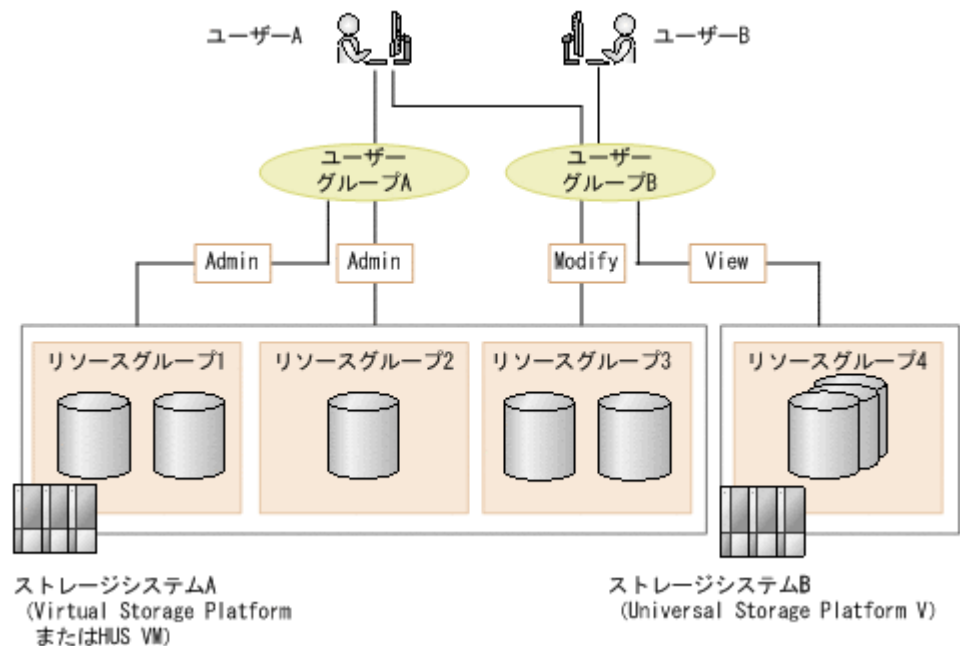 ユーザーA
ユーザーB
ユーザー
グループA
ユーザー
グループB
Admin
Admin
Modify
View
リソースグループ1
リソースグループ2
リソースグループ3
リソースグループ4
ストレージシステムA
(Virtual Storage Platform
またはHUS VM)
ストレージシステムB
(Universal Storage Platform V)